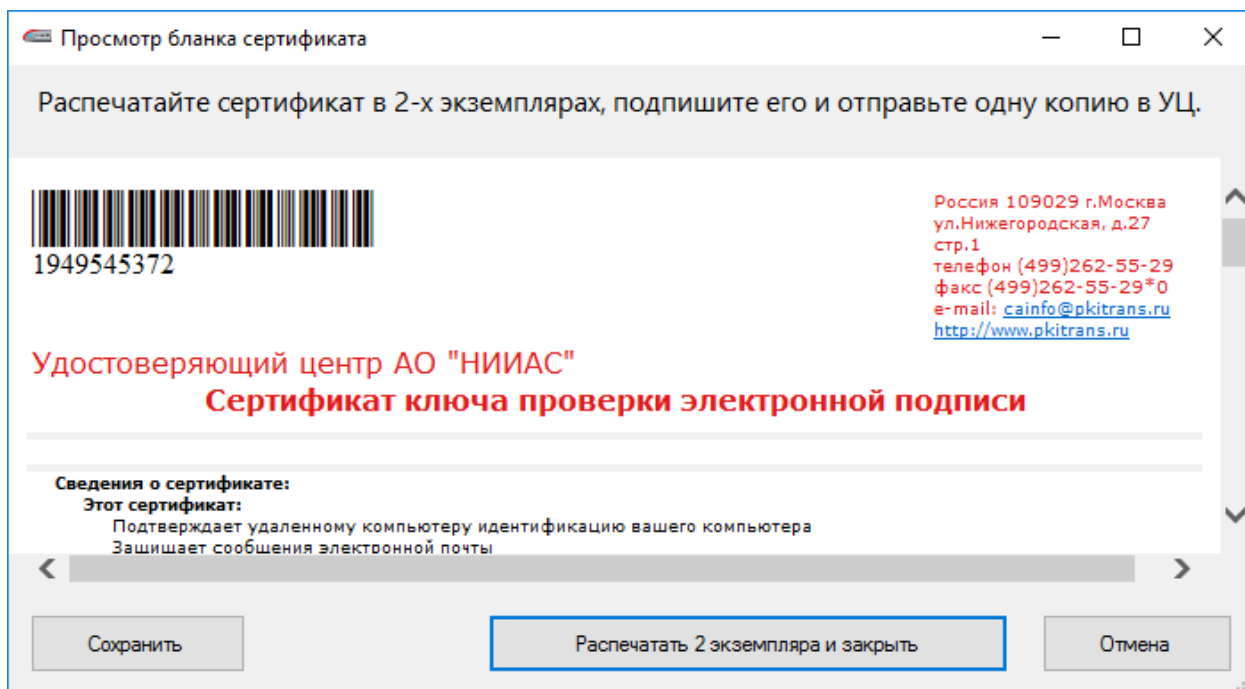 Просмотр бланка сертификата
Распечатайте сертификат в 2-х экземплярах, подпишите его и отправьте одну копию в УЦ.
1949545372
Россия 109029 г.Москва
ул.Нижегородская, д.27
стр.1
телефон (499)262-55-29
факс (499)262-55-29*0
e-mail: cainfo@pkitrans.ru
http://www.pkitrans.ru
Удостоверяющий центр АО "НИИАС"
Сертификат ключа проверки электронной подписи
Сведения о сертификате:
Этот сертификат:
Подтверждает удаленному компьютеру идентификацию вашего компьютера
Защищает сообщения электронной почты
Сохранить
Распечатать 2 экземпляра и закрыть
Отмена